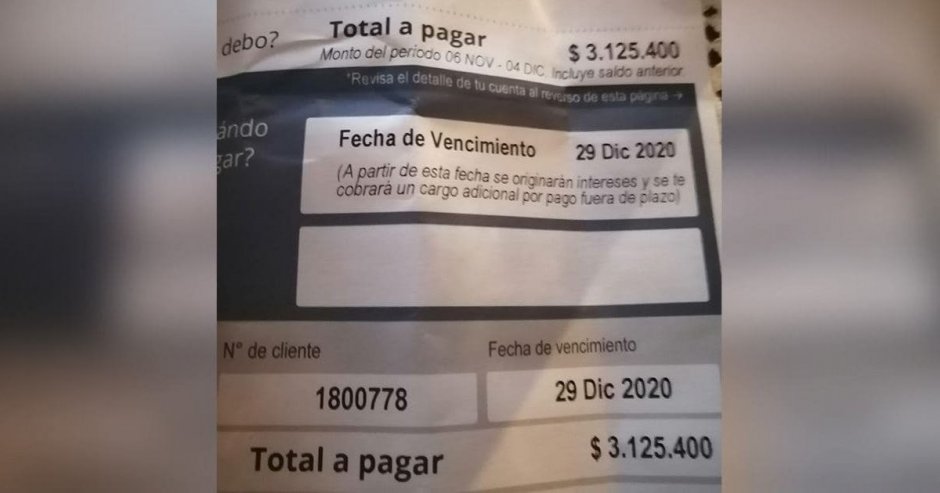 debo?
Total a pagar
$ 3.125.400
Monto del período 06 NOV - 04 DIC. Incluye saldo anterior
*Revisa el detalle de tu cuenta al reverso de esta página →
ándo
gar?
Fecha de Vencimiento 29 Dic 2020
(A partir de esta fecha se originarán intereses y se te
cobrará un cargo adicional por pago fuera de plazo)
N° de cliente
Fecha de vencimiento
1800778
29 Dic 2020
Total a pagar
$ 3.125.400